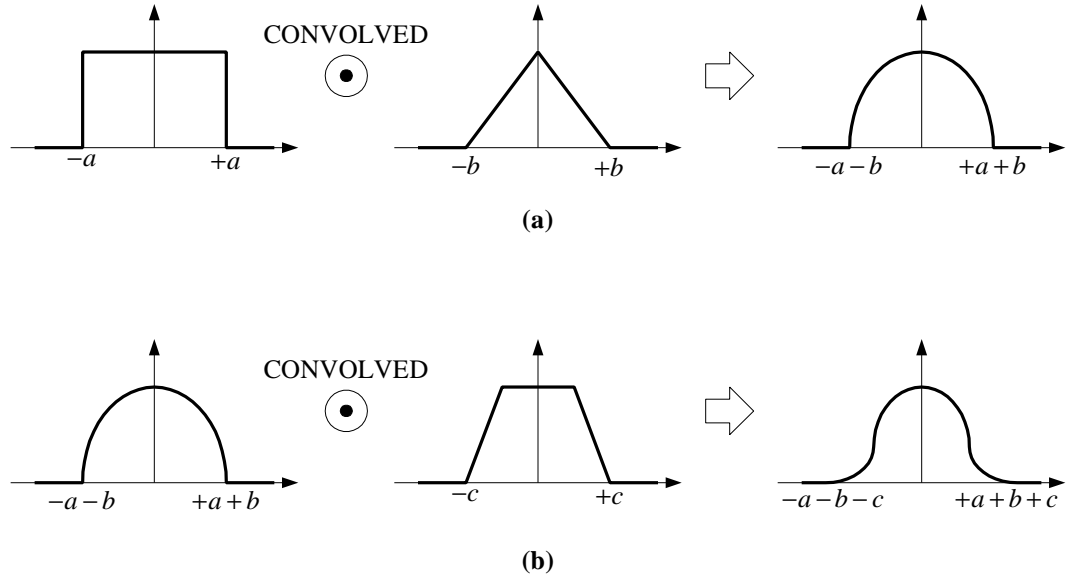 CONVOLVED
−a
+a
−b
+b
−a−b
+a+b
(a)
CONVOLVED
−a−b
+a+b
−c
+c
−a−b−c
+a+b+c
(b)